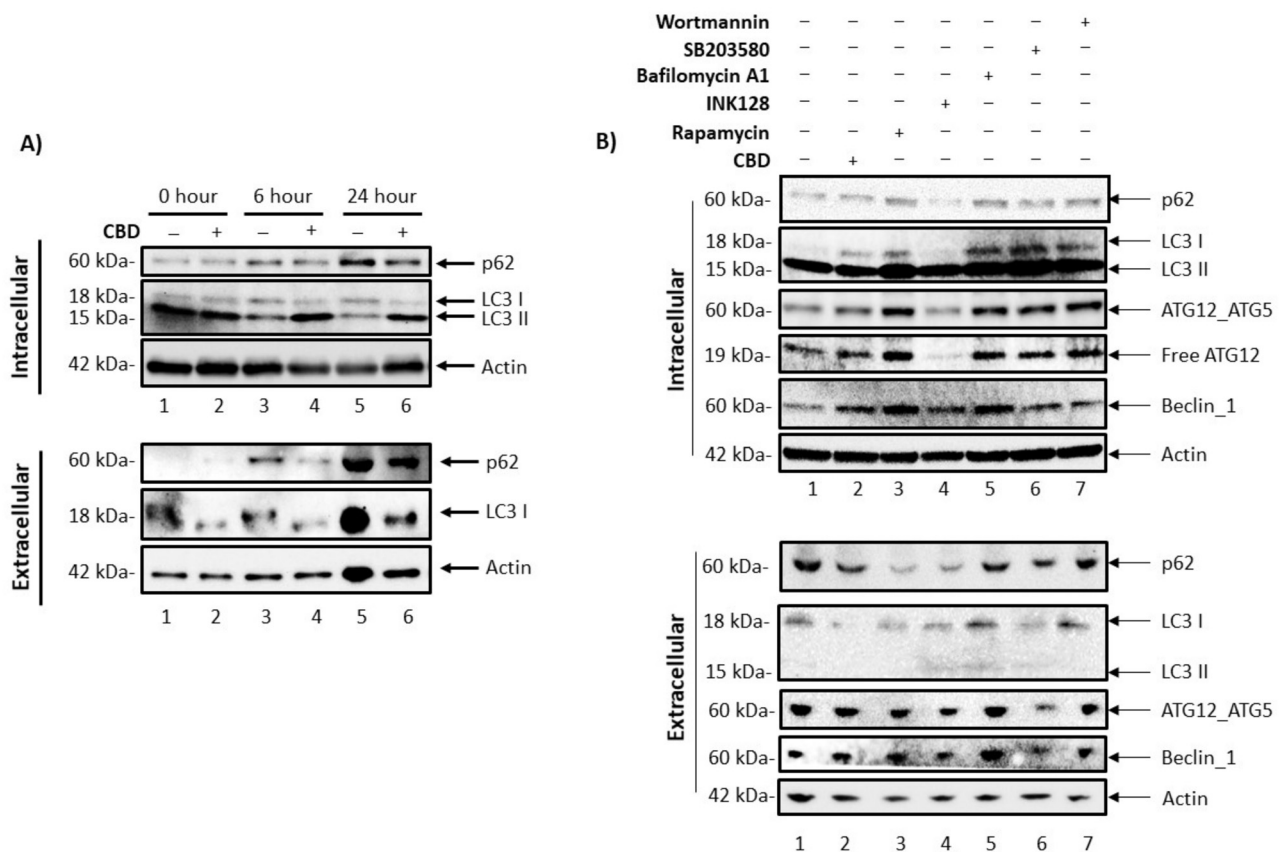 A)
0 hour 6 hour 24 hour
CBD – + – + – +
Intracellular
60 kDa- p62
18 kDa- LC3 I
15 kDa- LC3 II
42 kDa- Actin
1 2 3 4 5 6
Extracellular
60 kDa- p62
18 kDa- LC3 I
42 kDa- Actin
1 2 3 4 5 6
B)
Wortmannin – – – – – – +
SB203580 – – – – – + –
Bafilomycin A1 – – – – + – –
INK128 – – – + – – –
Rapamycin – – + – – – –
CBD – + – – – – –
Intracellular
60 kDa- p62
18 kDa- LC3 I
15 kDa- LC3 II
60 kDa- ATG12_ATG5
19 kDa- Free ATG12
60 kDa- Beclin_1
42 kDa- Actin
1 2 3 4 5 6 7
Extracellular
60 kDa- p62
18 kDa- LC3 I
15 kDa- LC3 II
60 kDa- ATG12_ATG5
60 kDa- Beclin_1
42 kDa- Actin
1 2 3 4 5 6 7